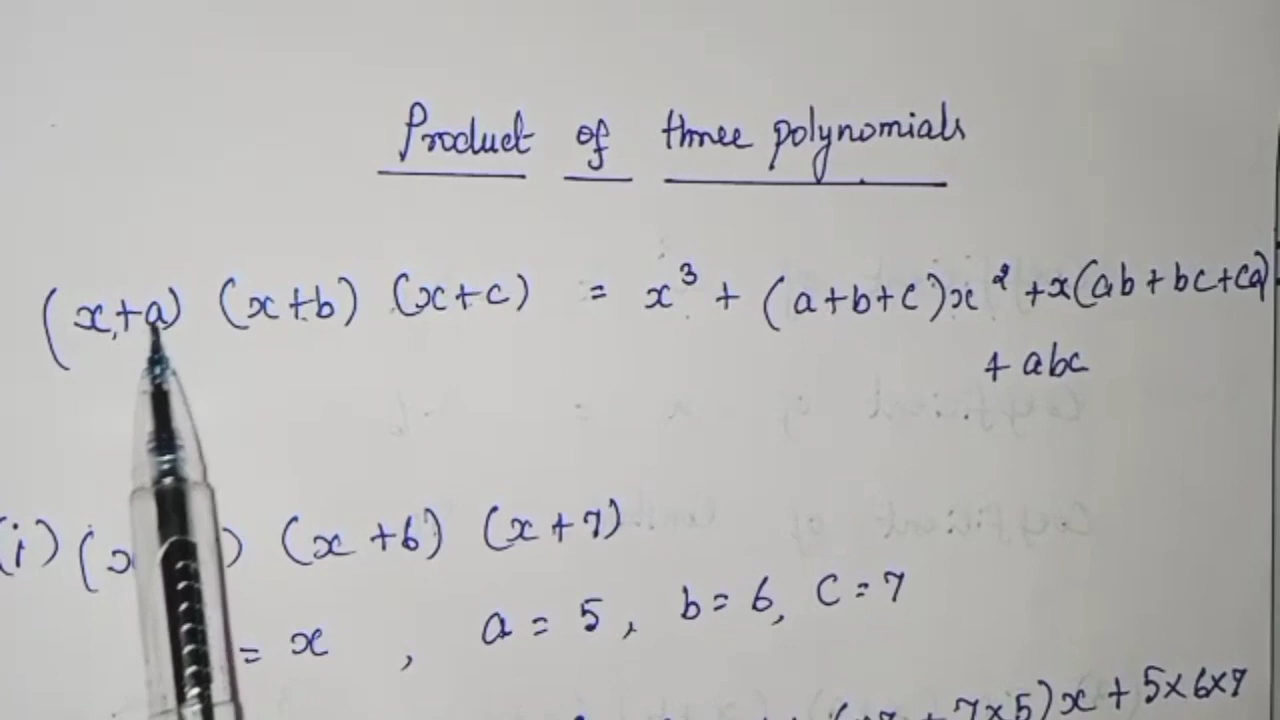 Product of three polynomials
(x+a) (x+b) (x+c) = x³ + (a+b+c)x² + x(ab+bc+ca)
+ abc
(i) (x ) (x+6) (x+7)
= x , a = 5, b = 6, c = 7
7×5)x + 5×6×7